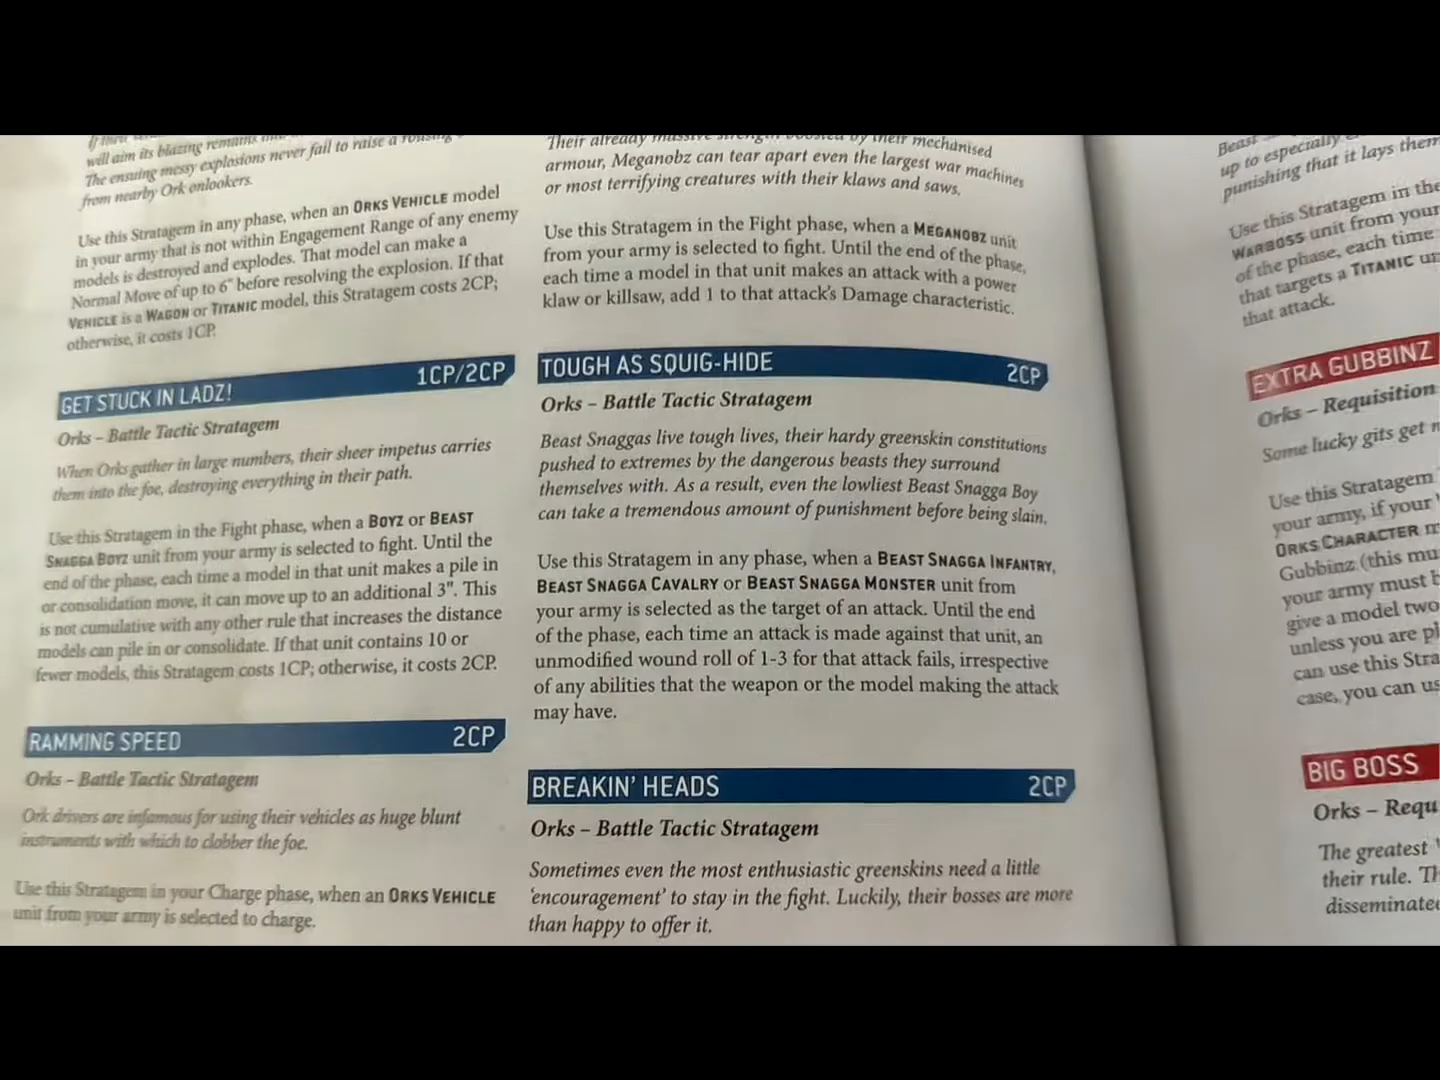 will aim its blazing remains
The ensuing messy explosions never fail to raise a rousing
from nearby Ork onlookers.
Use this Stratagem in any phase, when an ORKS VEHICLE model
in your army that is not within Engagement Range of any enemy
models is destroyed and explodes. That model can make a
Normal Move of up to 6" before resolving the explosion. If that
VEHICLE is a WAGON or TITANIC model, this Stratagem costs 2CP;
otherwise, it costs 1CP.
GET STUCK IN LADZ! 1CP/2CP
Orks – Battle Tactic Stratagem
When Orks gather in large numbers, their sheer impetus carries
them into the foe, destroying everything in their path.
Use this Stratagem in the Fight phase, when a BOYZ or BEAST
SNAGGA BOYZ unit from your army is selected to fight. Until the
end of the phase, each time a model in that unit makes a pile in
or consolidation move, it can move up to an additional 3". This
is not cumulative with any other rule that increases the distance
models can pile in or consolidate. If that unit contains 10 or
fewer models, this Stratagem costs 1CP; otherwise, it costs 2CP.
RAMMING SPEED 2CP
Orks – Battle Tactic Stratagem
Ork drivers are infamous for using their vehicles as huge blunt
instruments with which to clobber the foe.
Use this Stratagem in your Charge phase, when an ORKS VEHICLE
unit from your army is selected to charge.
Their already massive strength boosted by their mechanised
armour, Meganobz can tear apart even the largest war machines
or most terrifying creatures with their klaws and saws.
Use this Stratagem in the Fight phase, when a MEGANOBZ unit
from your army is selected to fight. Until the end of the phase,
each time a model in that unit makes an attack with a power
klaw or killsaw, add 1 to that attack's Damage characteristic.
TOUGH AS SQUIG-HIDE 2CP
Orks – Battle Tactic Stratagem
Beast Snaggas live tough lives, their hardy greenskin constitutions
pushed to extremes by the dangerous beasts they surround
themselves with. As a result, even the lowliest Beast Snagga Boy
can take a tremendous amount of punishment before being slain.
Use this Stratagem in any phase, when a BEAST SNAGGA INFANTRY,
BEAST SNAGGA CAVALRY or BEAST SNAGGA MONSTER unit from
your army is selected as the target of an attack. Until the end
of the phase, each time an attack is made against that unit, an
unmodified wound roll of 1-3 for that attack fails, irrespective
of any abilities that the weapon or the model making the attack
may have.
BREAKIN' HEADS 2CP
Orks – Battle Tactic Stratagem
Sometimes even the most enthusiastic greenskins need a little
'encouragement' to stay in the fight. Luckily, their bosses are more
than happy to offer it.
Beast
up to especially
punishing that it lays them
Use this Stratagem in the
WARBOSS unit from your
of the phase, each time
that targets a TITANIC
that attack.
EXTRA GUBBINZ
Orks – Requisition
Some lucky gits get
Use this Stratagem
your army, if your
ORKS CHARACTER
Gubbinz (this
your army must
give a model two
unless you are
can use this
case, you can
BIG BOSS
Orks –
The greatest
their rule.